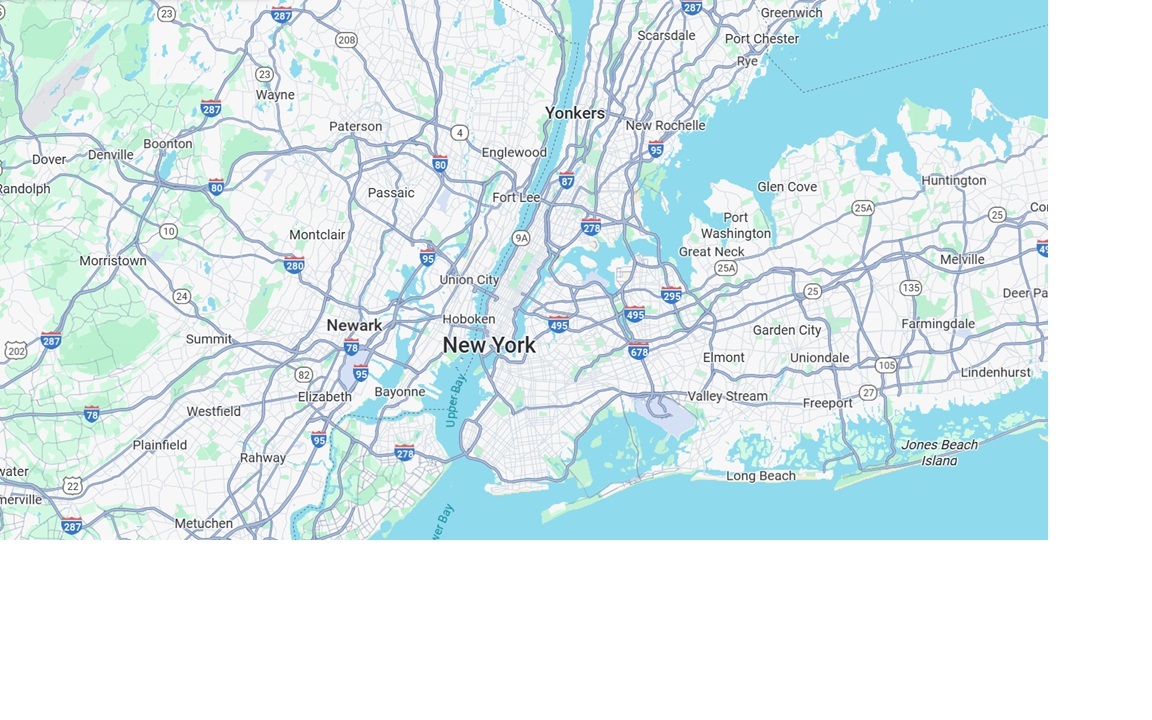 23
287
287
Greenwich
208
Scarsdale
Port Chester
Rye
23
Wayne
287
Yonkers
Paterson
4
New Rochelle
Boonton
Denville
Dover
Englewood
95
80
80
87
Randolph
Passaic
Fort Lee
Glen Cove
Huntington
25A
25
Port
Washington
278
10
Montclair
9A
Great Neck
Morristown
280
95
25A
Melville
Union City
24
295
25
135
Deer Pa
Hoboken
495
495
Newark
Farmingdale
Garden City
Summit
287
202
78
New York
678
Elmont
Uniondale
105
82
95
Lindenhurst
Bayonne
Elizabeth
Upper Bay
Valley Stream
27
Freeport
78
Westfield
95
Plainfield
278
Jones Beach
Island
Rahway
Long Beach
22
287
Metuchen